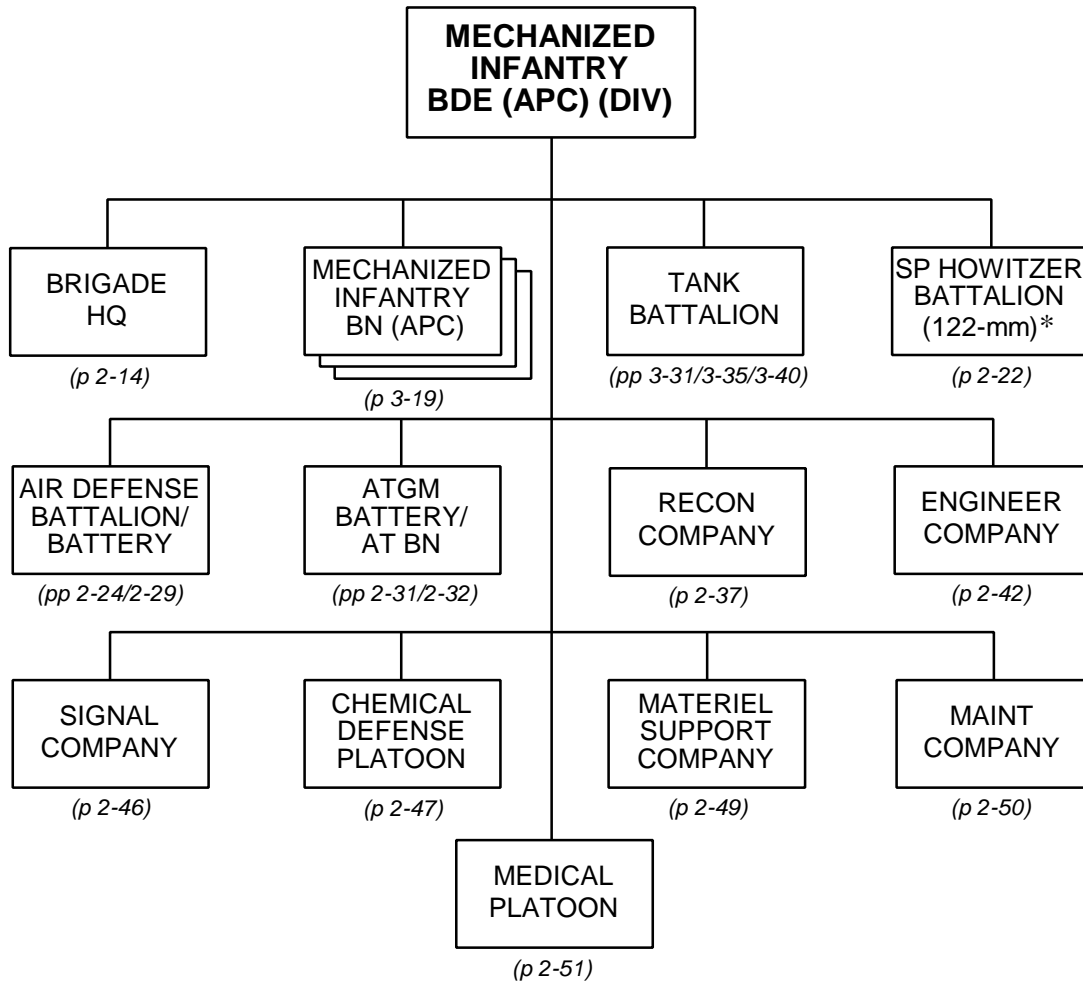 MECHANIZED
INFANTRY
BDE (APC) (DIV)
BRIGADE
HQ
(p 2-14)
MECHANIZED
INFANTRY
BN (APC)
(p 3-19)
TANK
BATTALION
(pp 3-31/3-35/3-40)
SP HOWITZER
BATTALION
(122-mm)*
(p 2-22)
AIR DEFENSE
BATTALION/
BATTERY
(pp 2-24/2-29)
ATGM
BATTERY/
AT BN
(pp 2-31/2-32)
RECON
COMPANY
(p 2-37)
ENGINEER
COMPANY
(p 2-42)
SIGNAL
COMPANY
(p 2-46)
CHEMICAL
DEFENSE
PLATOON
(p 2-47)
MATERIEL
SUPPORT
COMPANY
(p 2-49)
MAINT
COMPANY
(p 2-50)
MEDICAL
PLATOON
(p 2-51)